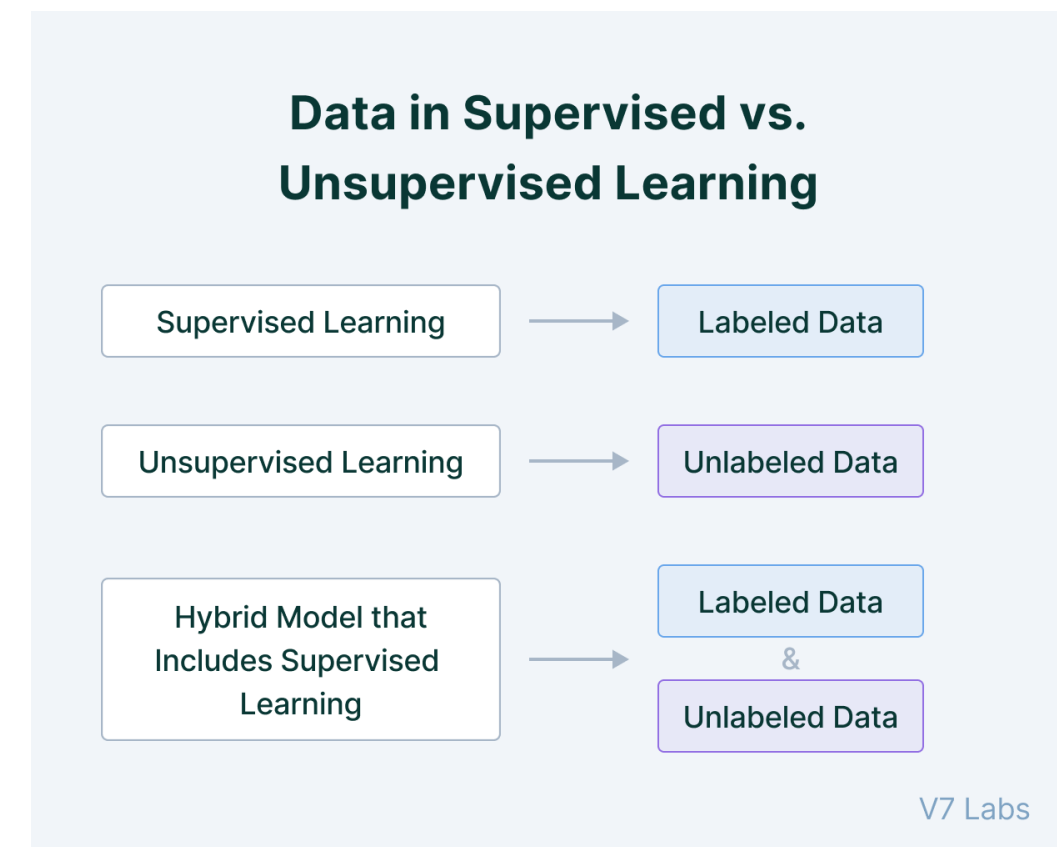 Data in Supervised vs.
Unsupervised Learning
Supervised Learning
Labeled Data
Unsupervised Learning
Unlabeled Data
Hybrid Model that
Includes Supervised
Learning
Labeled Data
&
Unlabeled Data
V7 Labs